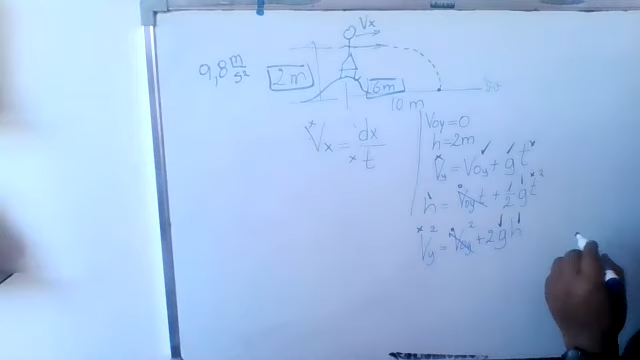 Vx
9,8 m/s²
2 m
6m
10 m
Vx = dx/t
Voy = 0
h = 2m
Vy = Voy + g t
h = Voy t + 1/2 g t²
Vy² = Voy² + 2 g h